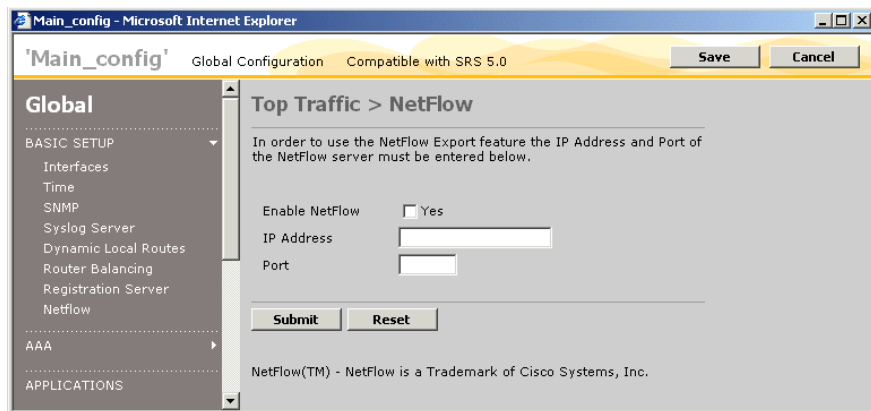 Main_config - Microsoft Internet Explorer
'Main_config' Global Configuration Compatible with SRS 5.0 Save Cancel
Global
BASIC SETUP
Interfaces
Time
SNMP
Syslog Server
Dynamic Local Routes
Router Balancing
Registration Server
Netflow
AAA
APPLICATIONS
Top Traffic > NetFlow
In order to use the NetFlow Export feature the IP Address and Port of
the NetFlow server must be entered below.
Enable NetFlow Yes
IP Address
Port
Submit Reset
NetFlow(TM) - NetFlow is a Trademark of Cisco Systems, Inc.